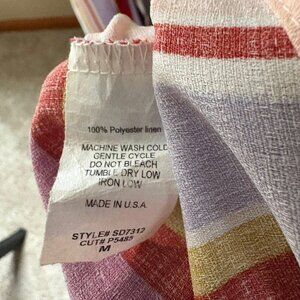 100% Polyester linen
MACHINE WASH COLD
GENTLE CYCLE
DO NOT BLEACH
TUMBLE DRY LOW
IRON LOW
MADE IN U.S.A.
STYLE# SD7312
CUT# P5485
M